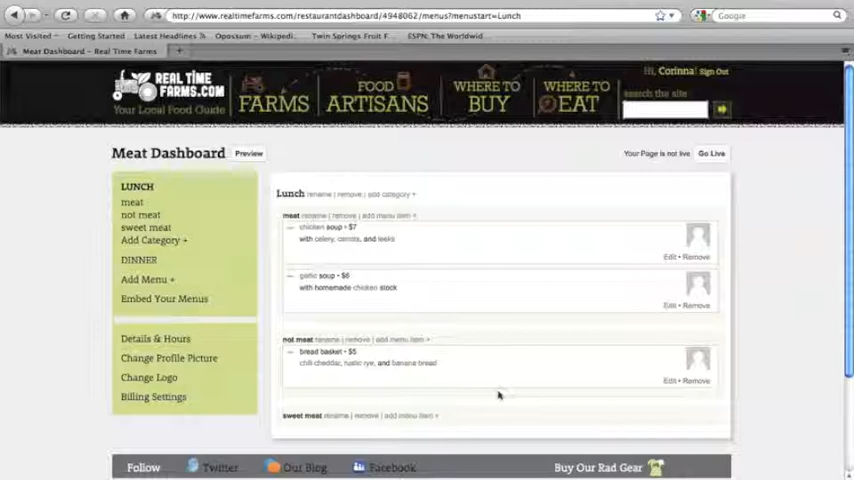 http://www.realtimefarms.com/restaurantdashboard/4948062/menus?menustart=Lunch
Google
Most Visited
Getting Started
Latest Headlines
Opossum – Wikipedi...
Twin Springs Fruit F...
ESPN: The Worldwid...
Meat Dashboard – Real Time Farms
REAL TIME
FARMS.COM
Your Local Food Guide
FARMS
FOOD
ARTISANS
WHERE TO
BUY
WHERE TO
EAT
Hi, Corinna! Sign Out
search the site
Meat Dashboard
Preview
Your Page is not live
Go Live
LUNCH
meat
not meat
sweet meat
Add Category +
DINNER
Add Menu +
Embed Your Menus
Details & Hours
Change Profile Picture
Change Logo
Billing Settings
Lunch rename | remove | add category +
meat rename | remove | add menu item +
chicken soup • $7
with celery, carrots, and leeks
Edit • Remove
garlic soup • $6
with homemade chicken stock
Edit • Remove
not meat rename | remove | add menu item +
bread basket • $5
chili cheddar, rustic rye, and banana bread
Edit • Remove
sweet meat rename | remove | add menu item +
Follow
Twitter
Our Blog
Facebook
Buy Our Rad Gear